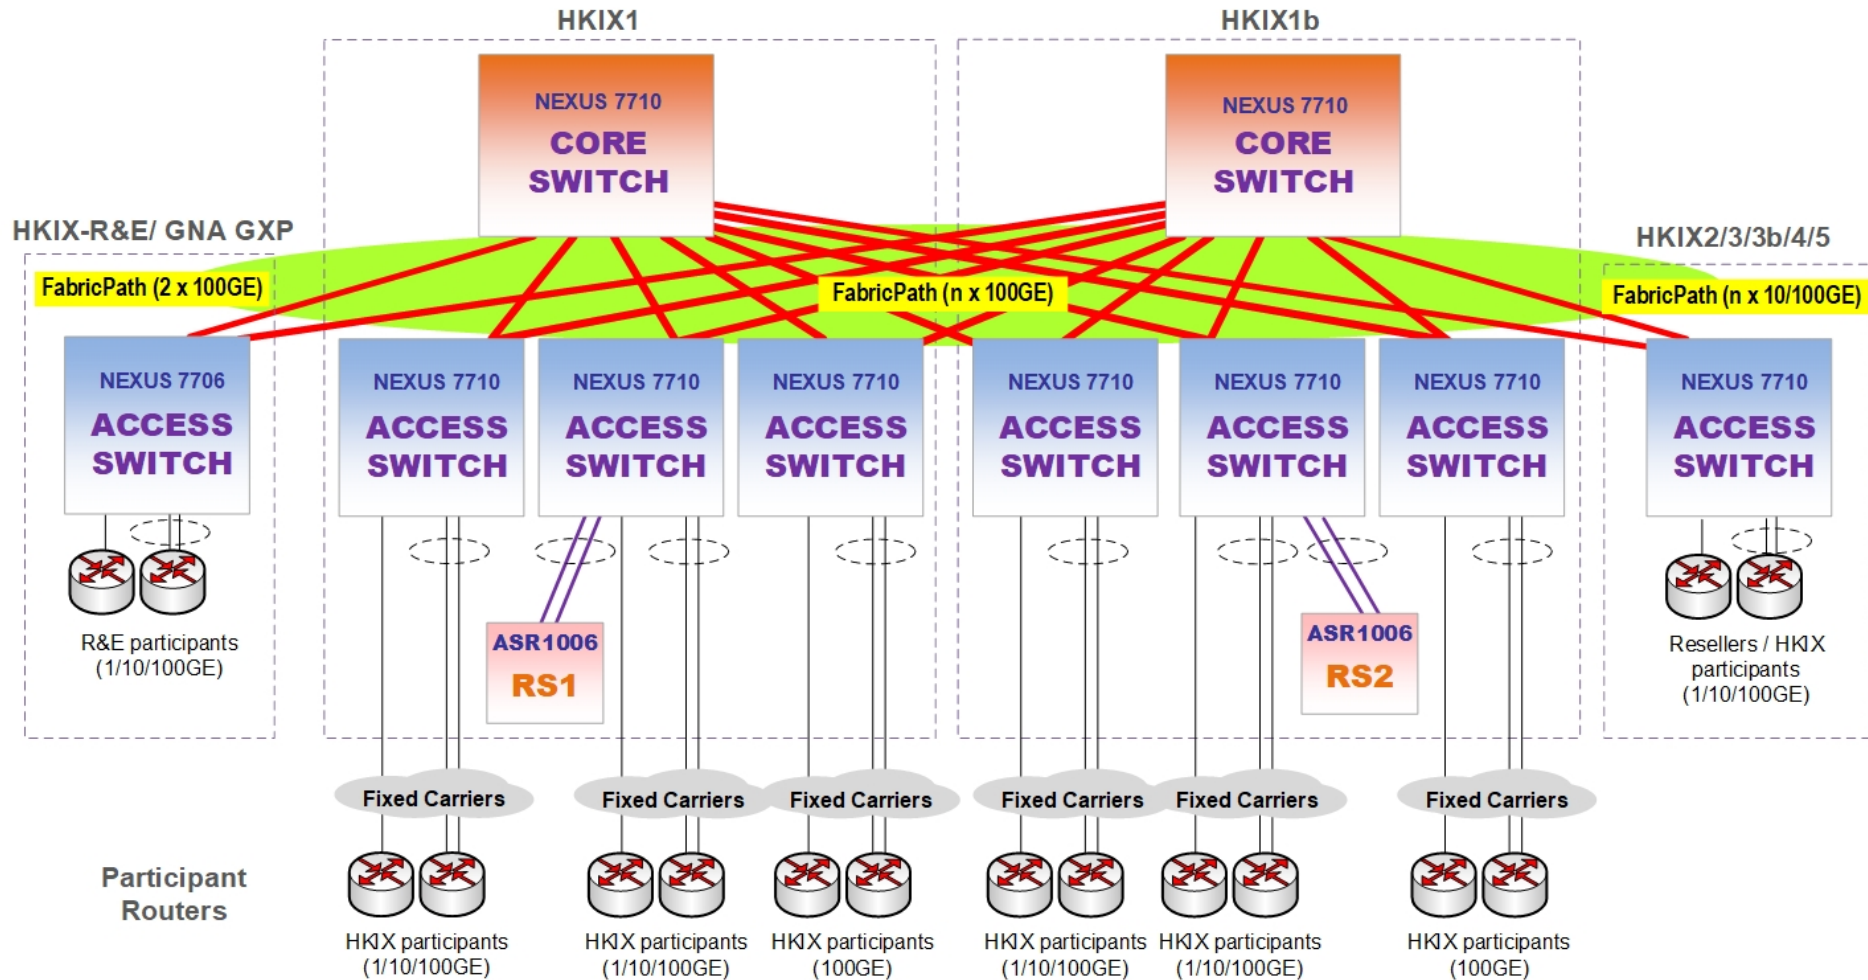 HKIX1
HKIX1b
NEXUS 7710
CORE
SWITCH
NEXUS 7710
CORE
SWITCH
HKIX-R&E/ GNA GXP
HKIX2/3/3b/4/5
FabricPath (2 x 100GE)
FabricPath (n x 100GE)
FabricPath (n x 10/100GE)
NEXUS 7706
ACCESS
SWITCH
NEXUS 7710
ACCESS
SWITCH
NEXUS 7710
ACCESS
SWITCH
NEXUS 7710
ACCESS
SWITCH
NEXUS 7710
ACCESS
SWITCH
NEXUS 7710
ACCESS
SWITCH
NEXUS 7710
ACCESS
SWITCH
NEXUS 7710
ACCESS
SWITCH
R&E participants
(1/10/100GE)
ASR1006
RS1
ASR1006
RS2
Resellers / HKIX
participants
(1/10/100GE)
Fixed Carriers
Fixed Carriers
Fixed Carriers
Fixed Carriers
Fixed Carriers
Fixed Carriers
Participant
Routers
HKIX participants
(1/10/100GE)
HKIX participants
(1/10/100GE)
HKIX participants
(100GE)
HKIX participants
(1/10/100GE)
HKIX participants
(1/10/100GE)
HKIX participants
(100GE)